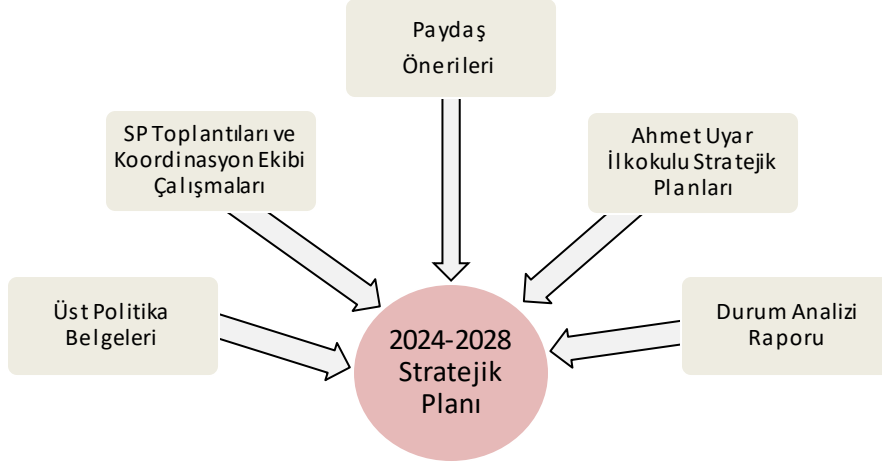 Paydaş
Önerileri
SP Toplantıları ve
Koordinasyon Ekibi
Çalışmaları
Ahmet Uyar
İlkokulu Stratejik
Planları
Üst Politika
Belgeleri
Durum Analizi
Raporu
2024-2028
Stratejik
Planı